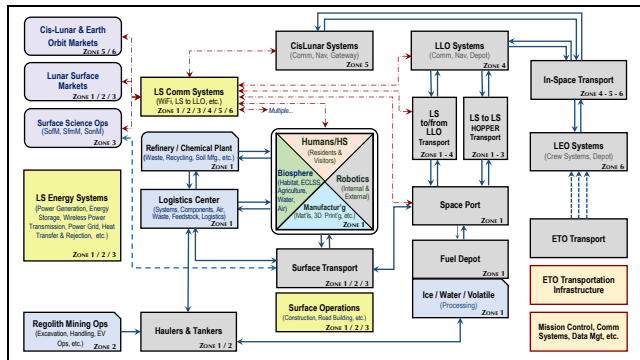 Cis-Lunar & Earth
Orbit Markets
ZONE 5 / 6
Lunar Surface
Markets
ZONE 1 / 2 / 3
Surface Science Ops
(SofM, SfmM, SonM)
ZONE 3
LS Energy Systems
(Power Generation, Energy
Storage, Wireless Power
Transmission, Power Grid, Heat
Transfer & Rejection, etc.)
ZONE 1 / 2 / 3
Regolith Mining Ops
(Excavation, Handling, EV
Ops, etc.)
ZONE 2
LS Comm Systems
(WiFi, LS to LLO, etc.)
ZONE 1 / 2 / 3 / 4 / 5 / 6
Multiple...
Refinery / Chemical Plant
(Waste, Recycling, Soil Mfg., etc.)
ZONE 1
Logistics Center
(Systems, Components, Air,
Waste, Feedstock, Logistics)
ZONE 1
Haulers & Tankers
ZONE 1 / 2
CisLunar Systems
(Comm, Nav, Gateway)
ZONE 5
Humans/HS
(Residents &
Visitors)
Biosphere
(Habitat, ECLSS
Agriculture,
Water,
Air)
Robotics
(Internal &
External)
Manufactur'g
(Mat'ls, 3D Print'g, etc.)
ZONE 1
Surface Transport
ZONE 1 / 2 / 3
Surface Operations
(Construction, Road Building, etc.)
ZONE 1 / 2 / 3
LLO Systems
(Comm, Nav, Depot)
ZONE 4
LS
to/from
LLO
Transport
ZONE 1 - 4
LS to LS
HOPPER
Transport
ZONE 1 - 3
Space Port
ZONE 1
Fuel Depot
ZONE 1
Ice / Water / Volatile
(Processing)
ZONE 1
In-Space Transport
ZONE 4 - 5 - 6
LEO Systems
(Crew Systems, Depot)
ZONE 6
ETO Transport
ETO Transportation
Infrastructure
Mission Control, Comm
Systems, Data Mgt, etc.